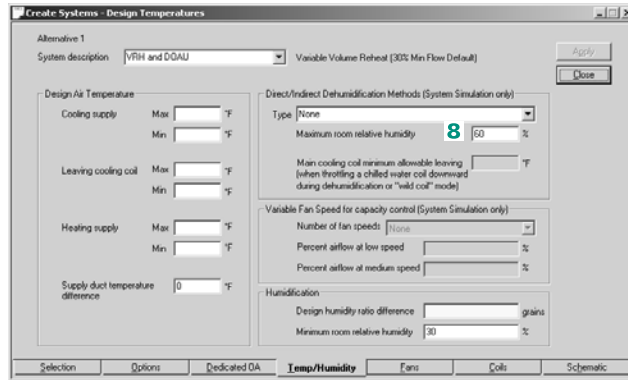 Create Systems - Design Temperatures
Alternative 1
System description VRH and DOAU Variable Volume Reheat (30% Min Flow Default)
Apply
Close
Design Air Temperature
Cooling supply Max °F
Min °F
Leaving cooling coil Max °F
Min °F
Heating supply Max °F
Min °F
Supply duct temperature difference 0 °F
Direct/Indirect Dehumidification Methods (System Simulation only)
Type None
Maximum room relative humidity 8 60 %
Main cooling coil minimum allowable leaving °F
(when throttling a chilled water coil downward
during dehumidification or "wild coil" mode)
Variable Fan Speed for capacity control (System Simulation only)
Number of fan speeds None
Percent airflow at low speed %
Percent airflow at medium speed %
Humidification
Design humidity ratio difference grains
Minimum room relative humidity 30 %
Selection Options Dedicated OA Temp/Humidity Fans Coils Schematic